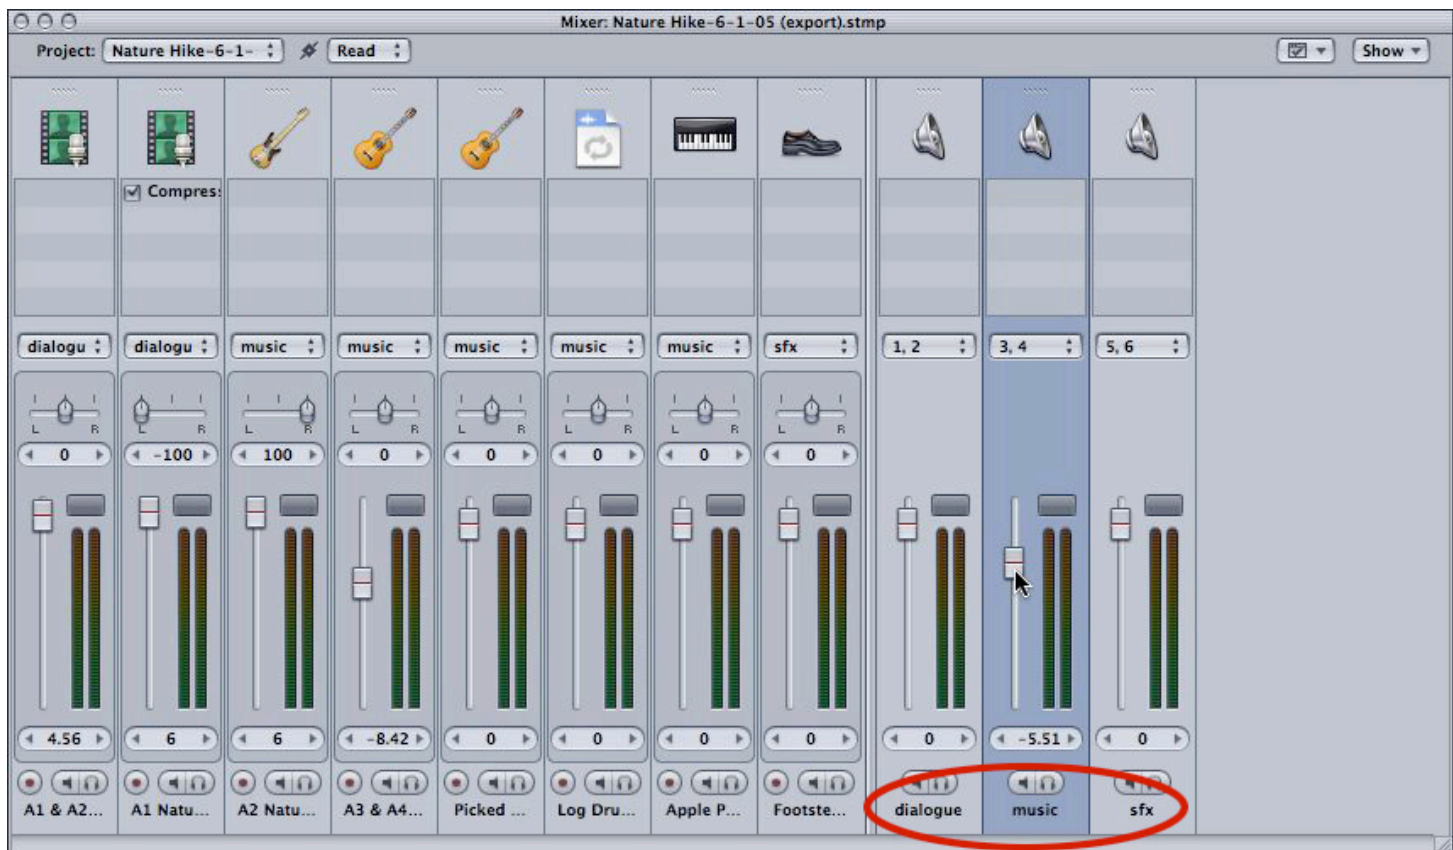 Mixer: Nature Hike-6-1-05 (export).stmp
Project: Nature Hike-6-1- Read Show
Compres
dialogu dialogu music music music music music sfx 1, 2 3, 4 5, 6
L R L R L R L R L R L R L R L R
0 -100 100 0 0 0 0 0
4.56 6 6 -8.42 0 0 0 0 0 -5.51 0
A1 & A2... A1 Natu... A2 Natu... A3 & A4... Picked ... Log Dru... Apple P... Footste... dialogue music sfx